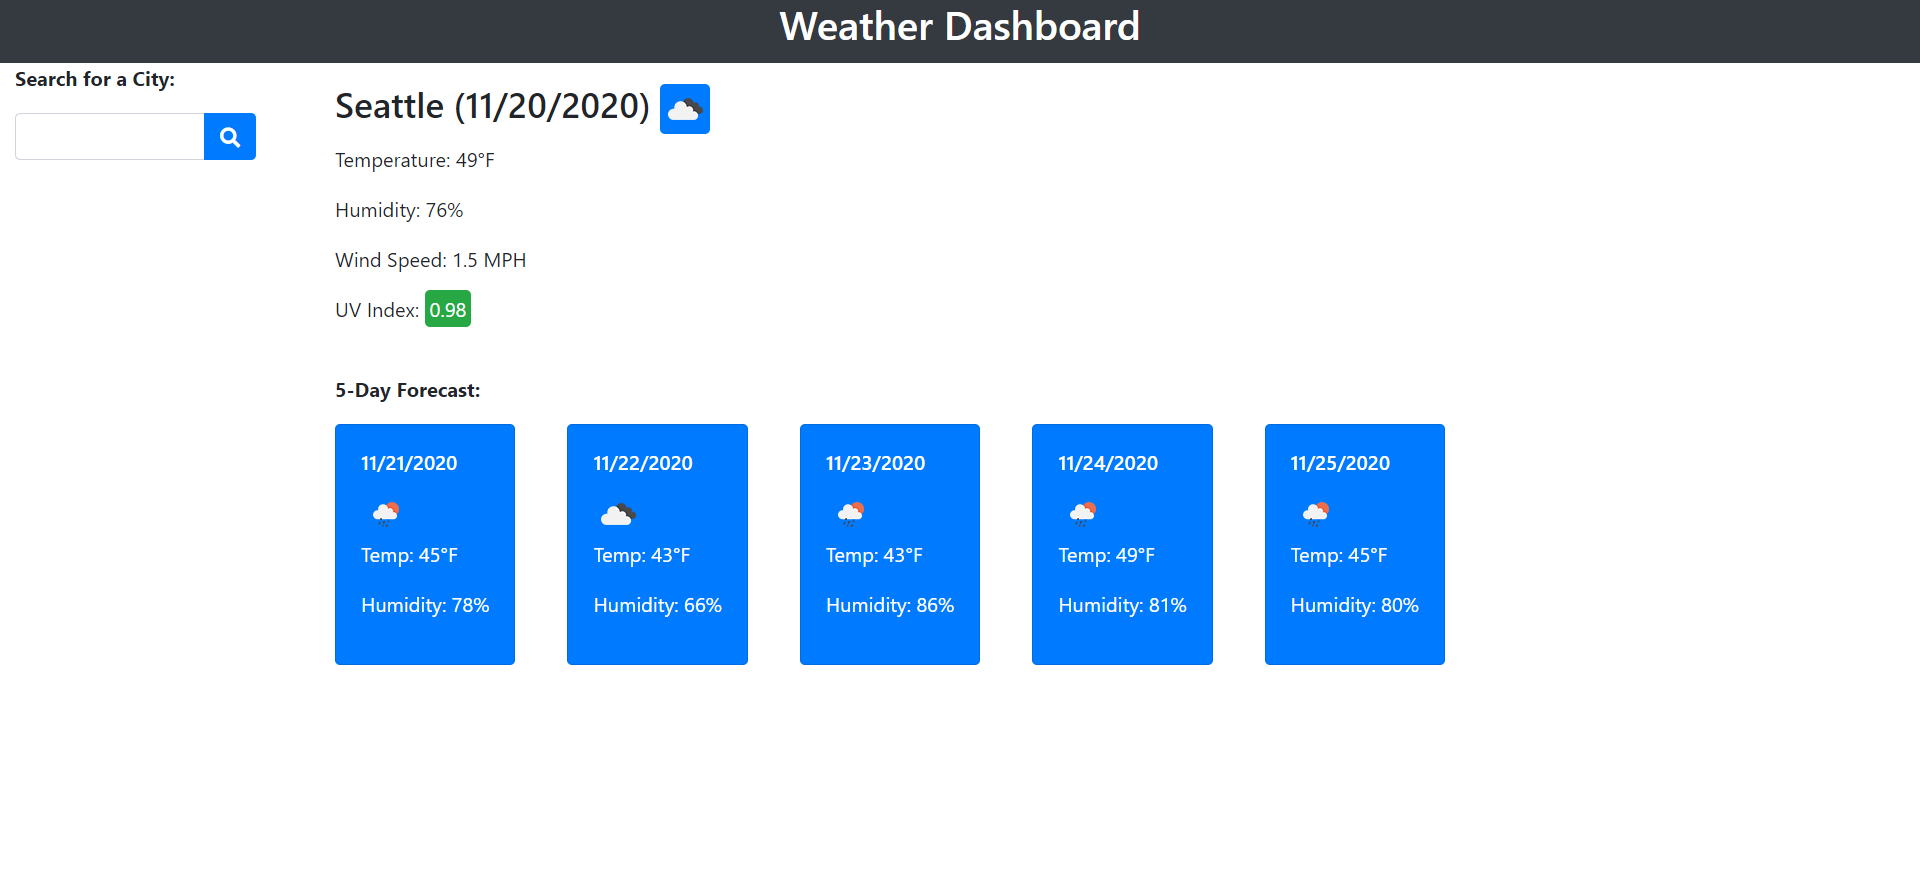 Weather Dashboard
Search for a City:
Seattle (11/20/2020)
Temperature: 49°F
Humidity: 76%
Wind Speed: 1.5 MPH
UV Index: 0.98
5-Day Forecast:
11/21/2020
Temp: 45°F
Humidity: 78%
11/22/2020
Temp: 43°F
Humidity: 66%
11/23/2020
Temp: 43°F
Humidity: 86%
11/24/2020
Temp: 49°F
Humidity: 81%
11/25/2020
Temp: 45°F
Humidity: 80%